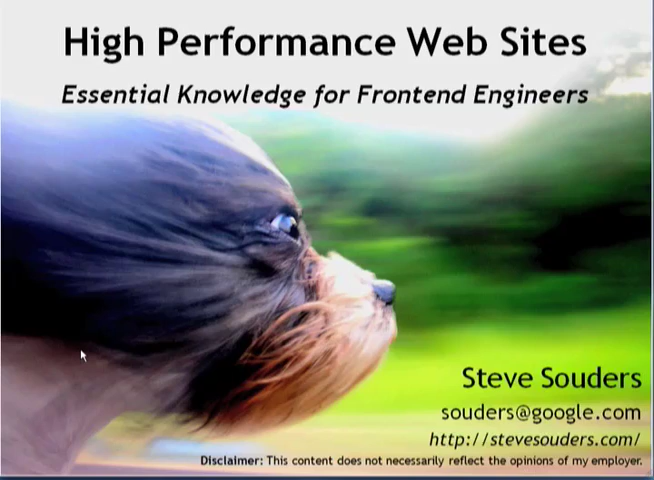 High Performance Web Sites
Essential Knowledge for Frontend Engineers
Steve Souders
souders@google.com
http://stevesouders.com/
Disclaimer: This content does not necessarily reflect the opinions of my employer.